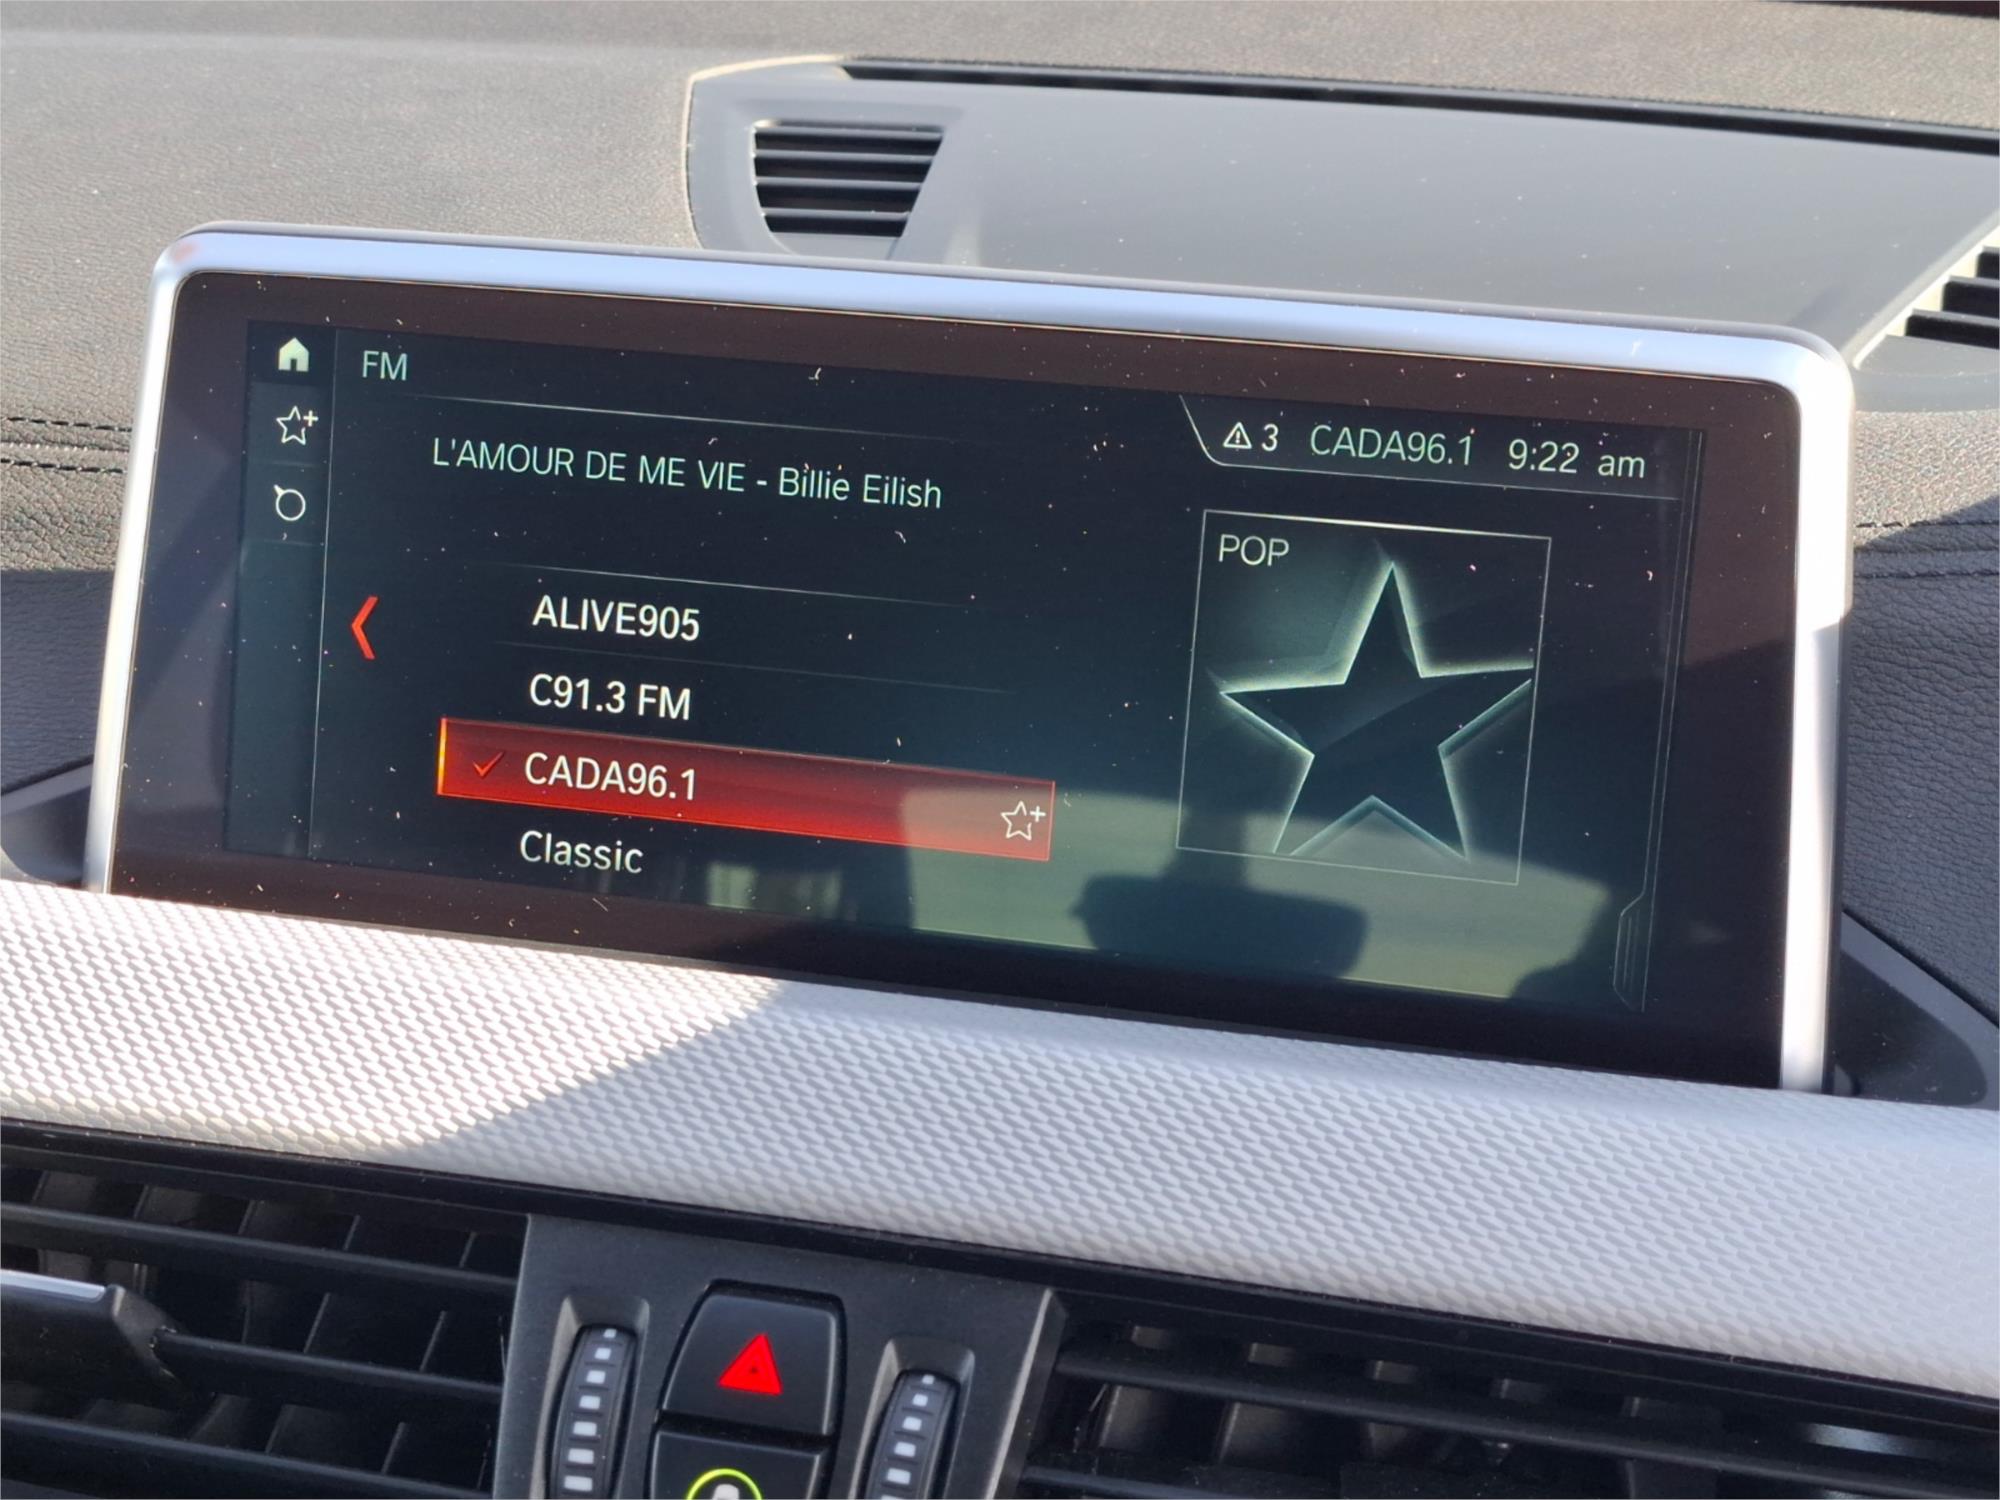 FM
3 CADA96.1 9:22 am
L'AMOUR DE ME VIE - Billie Eilish
POP
ALIVE905
C91.3 FM
CADA96.1
Classic